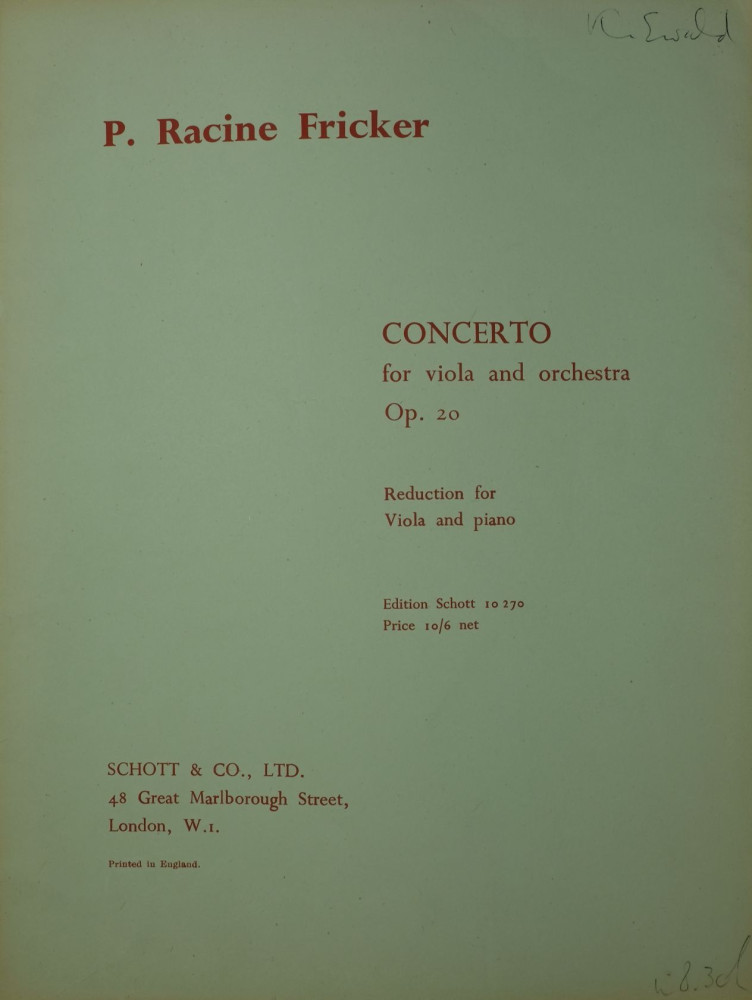 Ewald
P. Racine Fricker
CONCERTO
for viola and orchestra
Op. 20
Reduction for
Viola and piano
Edition Schott 10 270
Price 10/6 net
SCHOTT & CO., LTD.
48 Great Marlborough Street,
London, W.1.
Printed in England.